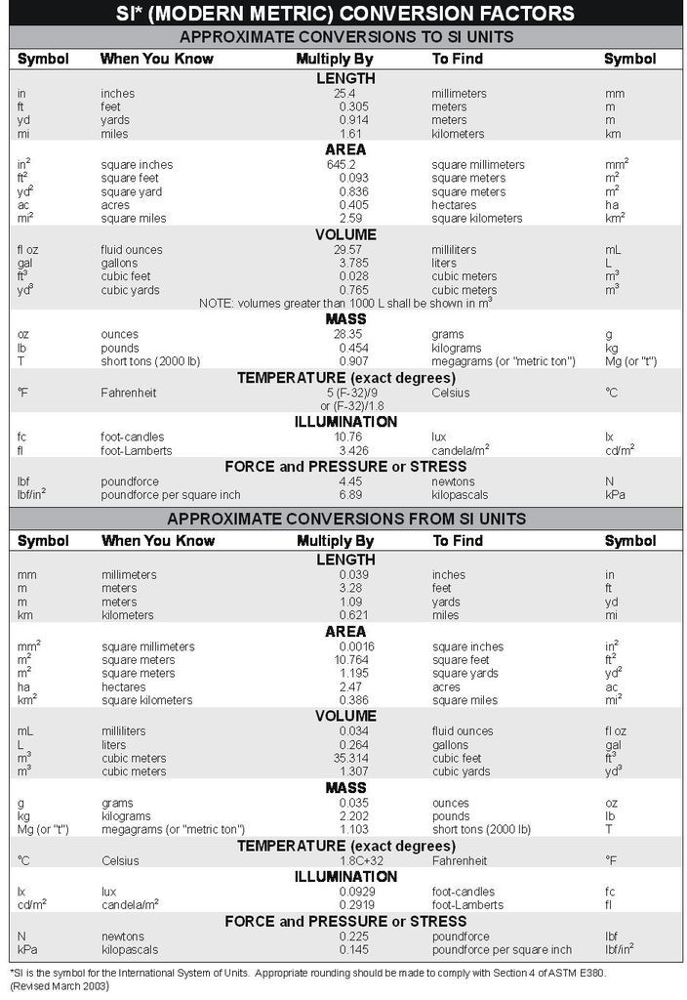 SI* (MODERN METRIC) CONVERSION FACTORS
APPROXIMATE CONVERSIONS TO SI UNITS
Symbol When You Know Multiply By To Find Symbol
LENGTH
in inches 25.4 millimeters mm
ft feet 0.305 meters m
yd yards 0.914 meters m
mi miles 1.61 kilometers km
AREA
in² square inches 645.2 square millimeters mm²
ft² square feet 0.093 square meters m²
yd² square yard 0.836 square meters m²
ac acres 0.405 hectares ha
mi² square miles 2.59 square kilometers km²
VOLUME
fl oz fluid ounces 29.57 milliliters mL
gal gallons 3.785 liters L
ft³ cubic feet 0.028 cubic meters m³
yd³ cubic yards 0.765 cubic meters m³
NOTE: volumes greater than 1000 L shall be shown in m³
MASS
oz ounces 28.35 grams g
lb pounds 0.454 kilograms kg
T short tons (2000 lb) 0.907 megagrams (or "metric ton") Mg (or "t")
TEMPERATURE (exact degrees)
°F Fahrenheit 5 (F-32)/9 Celsius °C
or (F-32)/1.8
ILLUMINATION
fc foot-candles 10.76 lux lx
fl foot-Lamberts 3.426 candela/m² cd/m²
FORCE and PRESSURE or STRESS
lbf poundforce 4.45 newtons N
lbf/in² poundforce per square inch 6.89 kilopascals kPa
APPROXIMATE CONVERSIONS FROM SI UNITS
Symbol When You Know Multiply By To Find Symbol
LENGTH
mm millimeters 0.039 inches in
m meters 3.28 feet ft
m meters 1.09 yards yd
km kilometers 0.621 miles mi
AREA
mm² square millimeters 0.0016 square inches in²
m² square meters 10.764 square feet ft²
m² square meters 1.195 square yards yd²
ha hectares 2.47 acres ac
km² square kilometers 0.386 square miles mi²
VOLUME
mL milliliters 0.034 fluid ounces fl oz
L liters 0.264 gallons gal
m³ cubic meters 35.314 cubic feet ft³
m³ cubic meters 1.307 cubic yards yd³
MASS
g grams 0.035 ounces oz
kg kilograms 2.202 pounds lb
Mg (or "t") megagrams (or "metric ton") 1.103 short tons (2000 lb) T
TEMPERATURE (exact degrees)
°C Celsius 1.8C+32 Fahrenheit °F
ILLUMINATION
lx lux 0.0929 foot-candles fc
cd/m² candela/m² 0.2919 foot-Lamberts fl
FORCE and PRESSURE or STRESS
N newtons 0.225 poundforce lbf
kPa kilopascals 0.145 poundforce per square inch lbf/in²
*SI is the symbol for the International System of Units. Appropriate rounding should be made to comply with Section 4 of ASTM E380.
(Revised March 2003)